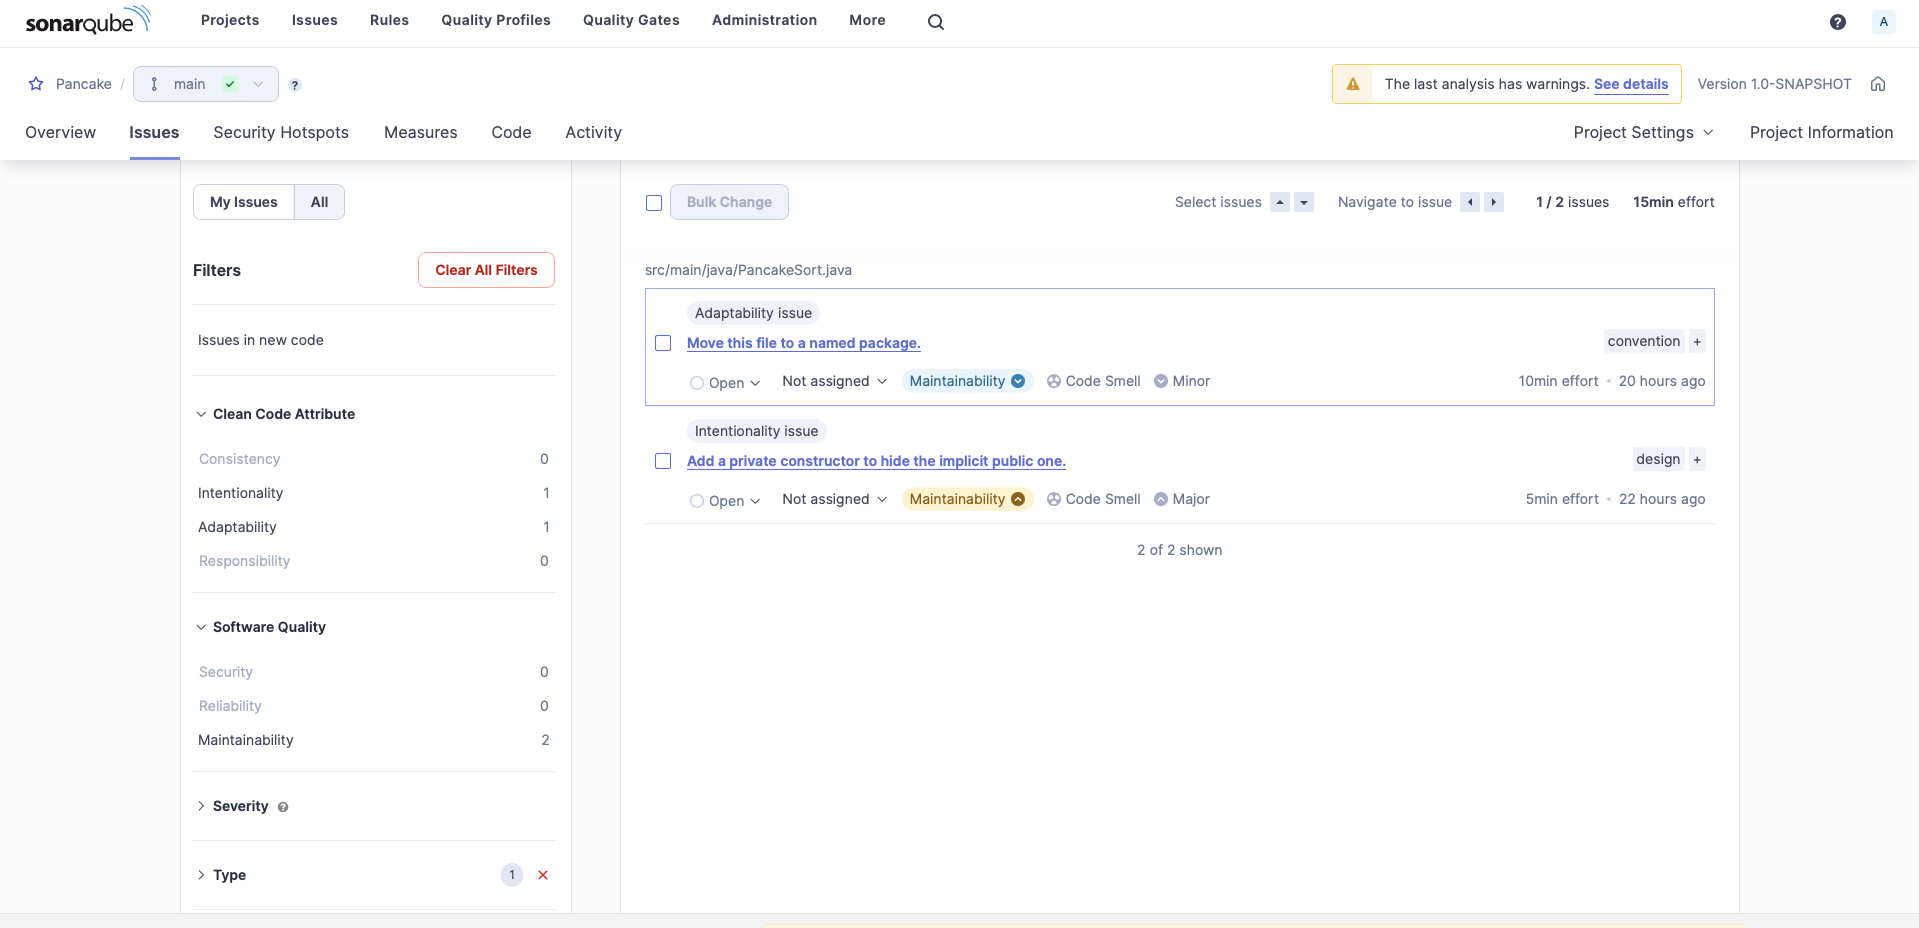 sonarqube Projects Issues Rules Quality Profiles Quality Gates Administration More ? A
Pancake / main ? The last analysis has warnings. See details Version 1.0-SNAPSHOT
Overview Issues Security Hotspots Measures Code Activity Project Settings Project Information
My Issues All
Filters Clear All Filters
Issues in new code
Clean Code Attribute
Consistency 0
Intentionality 1
Adaptability 1
Responsibility 0
Software Quality
Security 0
Reliability 0
Maintainability 2
Severity ?
Type 1
Bulk Change Select issues Navigate to issue 1 / 2 issues 15min effort
src/main/java/PancakeSort.java
Adaptability issue
Move this file to a named package. convention +
Open Not assigned Maintainability Code Smell Minor 10min effort • 20 hours ago
Intentionality issue
Add a private constructor to hide the implicit public one. design +
Open Not assigned Maintainability Code Smell Major 5min effort • 22 hours ago
2 of 2 shown